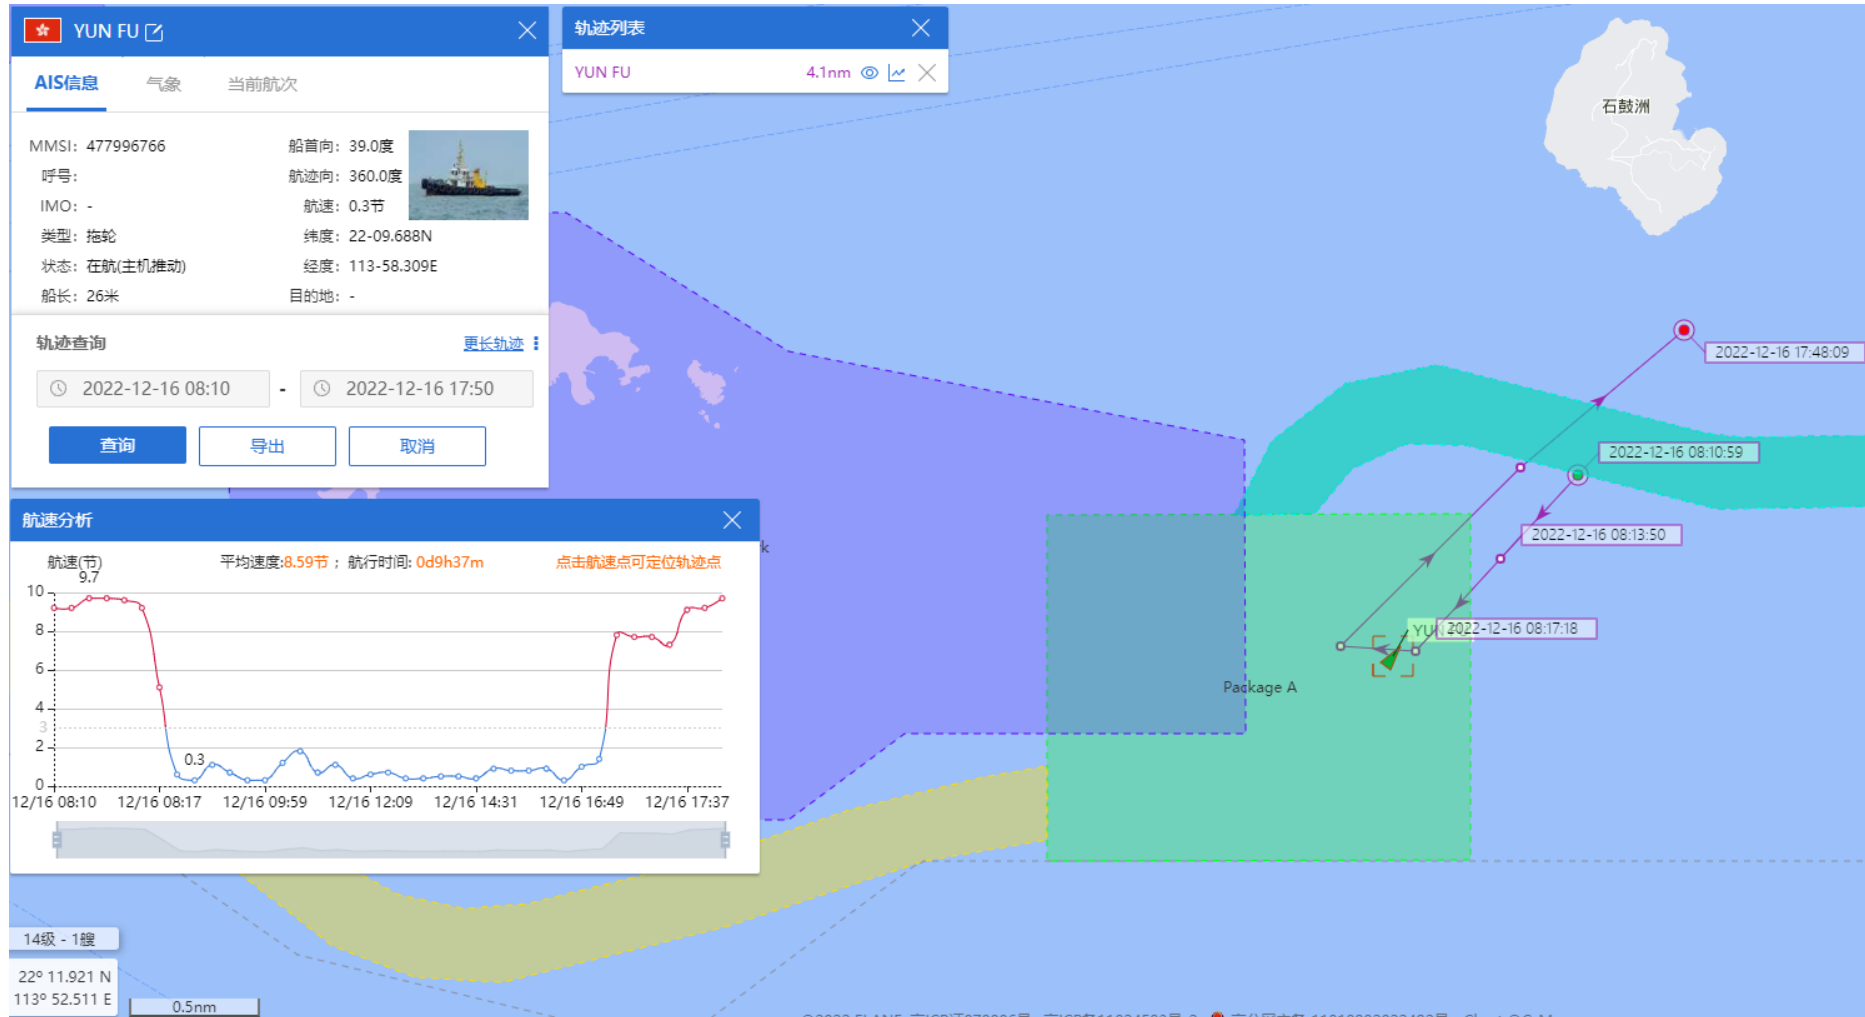 YUN FU
AIS信息
气象
当前航次
MMSI: 477996766
船首向: 39.0度
呼号:
航迹向: 360.0度
IMO: -
航速: 0.3节
类型: 拖轮
纬度: 22-09.688N
状态: 在航(主机推动)
经度: 113-58.309E
船长: 26米
目的地: -
轨迹查询
更长轨迹
2022-12-16 08:10 - 2022-12-16 17:50
查询
导出
取消
轨迹列表
YUN FU 4.1nm
航速分析
航速(节)
平均速度:8.59节 ; 航行时间: 0d9h37m
点击航速点可定位轨迹点
9.7
10
8
6
4
3
2
0
0.3
12/16 08:10
12/16 08:17
12/16 09:59
12/16 12:09
12/16 14:31
12/16 16:49
12/16 17:37
石鼓洲
2022-12-16 17:48:09
2022-12-16 08:10:59
2022-12-16 08:13:50
YUN
2022-12-16 08:17:18
Package A
k
14级 - 1艘
22º 11.921 N
113º 52.511 E
0.5nm